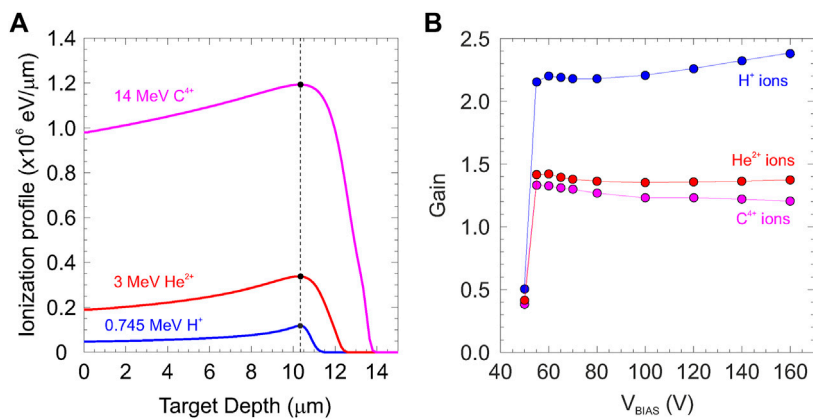 A
1.4
1.2
1.0
0.8
0.6
0.4
0.2
0
Ionization profile (x10⁶ eV/μm)
14 MeV C⁴⁺
3 MeV He²⁺
0.745 MeV H⁺
0 2 4 6 8 10 12 14
Target Depth (μm)
B
2.5
2.0
1.5
1.0
0.5
0.0
Gain
H⁺ ions
He²⁺ ions
C⁴⁺ ions
40 60 80 100 120 140 160
V_BIAS (V)